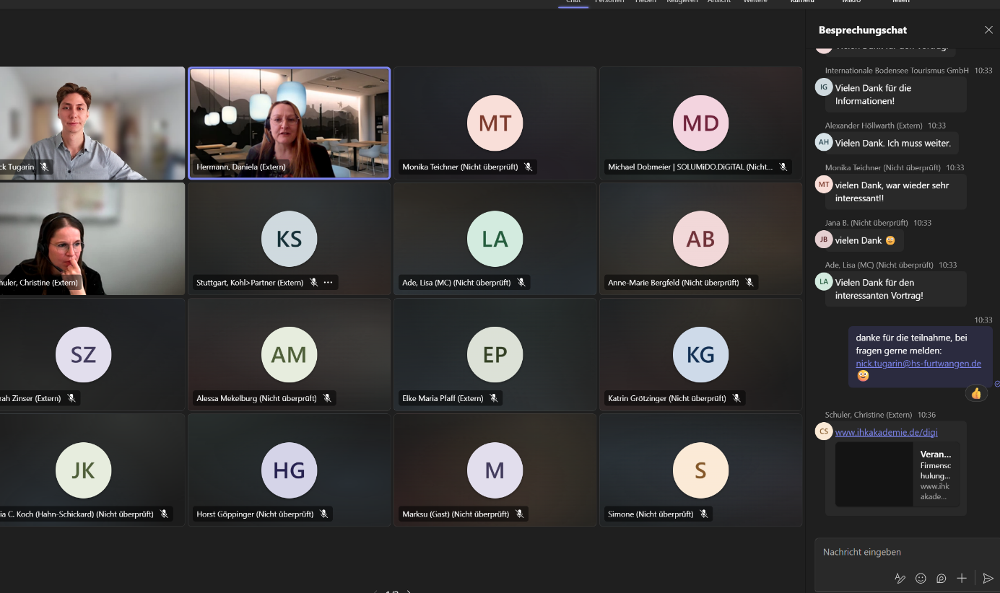 Chat Personen Heben Reagieren Ansicht Weitere Kamera Mikro Teilen
Besprechungschat
Vielen Dank für den Vortrag!
Internationale Bodensee Tourismus GmbH 10:33
IG
Vielen Dank für die
Informationen!
Alexander Höllwarth (Extern) 10:33
AH
Vielen Dank. Ich muss weiter.
Monika Teichner (Nicht überprüft) 10:33
MT
vielen Dank, war wieder sehr
interessant!!
Jana B. (Nicht überprüft) 10:33
JB
vielen Dank
Ade, Lisa (MC) (Nicht überprüft) 10:33
LA
Vielen Dank für den
interessanten Vortrag!
10:33
danke für die teilnahme, bei
fragen gerne melden:
nick.tugarin@hs-furtwangen.de
Schuler, Christine (Extern) 10:36
CS
www.ihkakademie.de/digi
Veran...
Firmensc
hulung...
www.ihk
akade...
Nachricht eingeben
ck Tugarin
Hermann, Daniela (Extern)
MT
Monika Teichner (Nicht überprüft)
MD
Michael Dobmeier | SOLUMiDO.DiGiTAL (Nicht...
huler, Christine (Extern)
KS
Stuttgart, Kohl>Partner (Extern)
LA
Ade, Lisa (MC) (Nicht überprüft)
AB
Anne-Marie Bergfeld (Nicht überprüft)
SZ
rah Zinser (Extern)
AM
Alessa Mekelburg (Nicht überprüft)
EP
Elke Maria Pfaff (Extern)
KG
Katrin Grötzinger (Nicht überprüft)
JK
ia C. Koch (Hahn-Schickard) (Nicht überprüft)
HG
Horst Göppinger (Nicht überprüft)
M
Marksu (Gast) (Nicht überprüft)
S
Simone (Nicht überprüft)